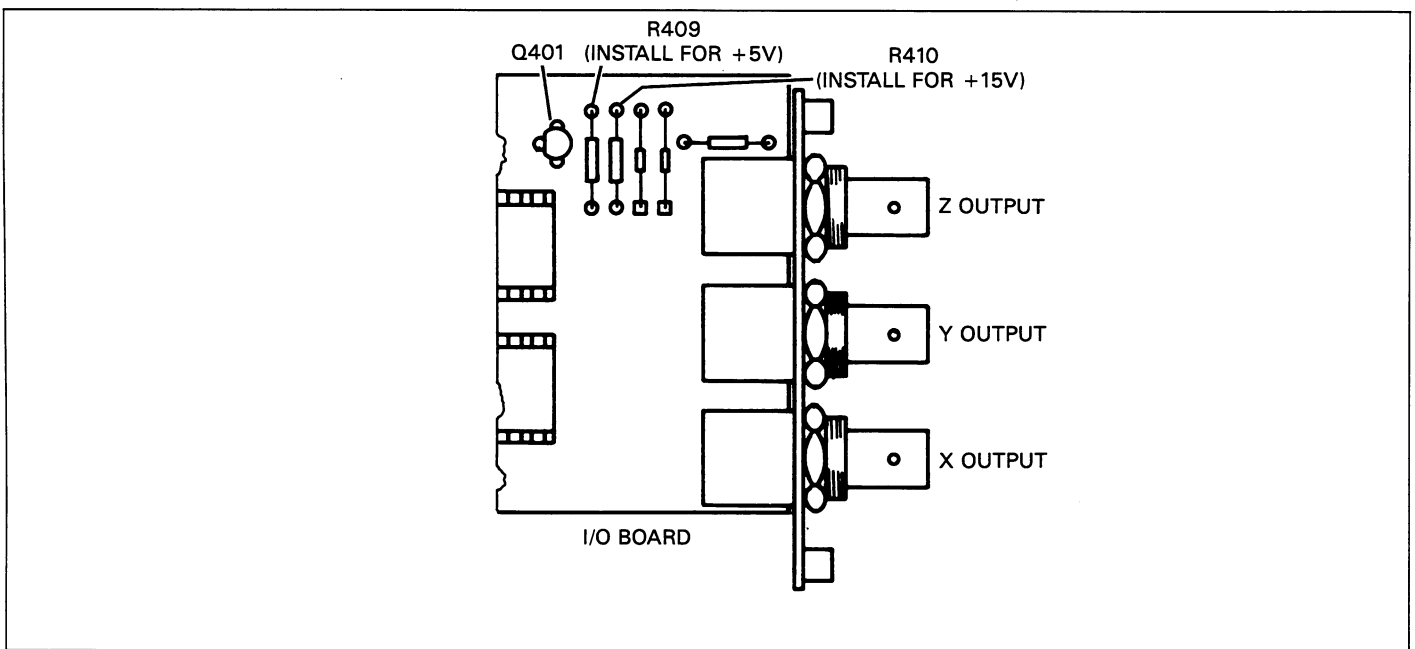 R409
Q401 (INSTALL FOR +5V)
R410
(INSTALL FOR +15V)
Z OUTPUT
Y OUTPUT
X OUTPUT
I/O BOARD